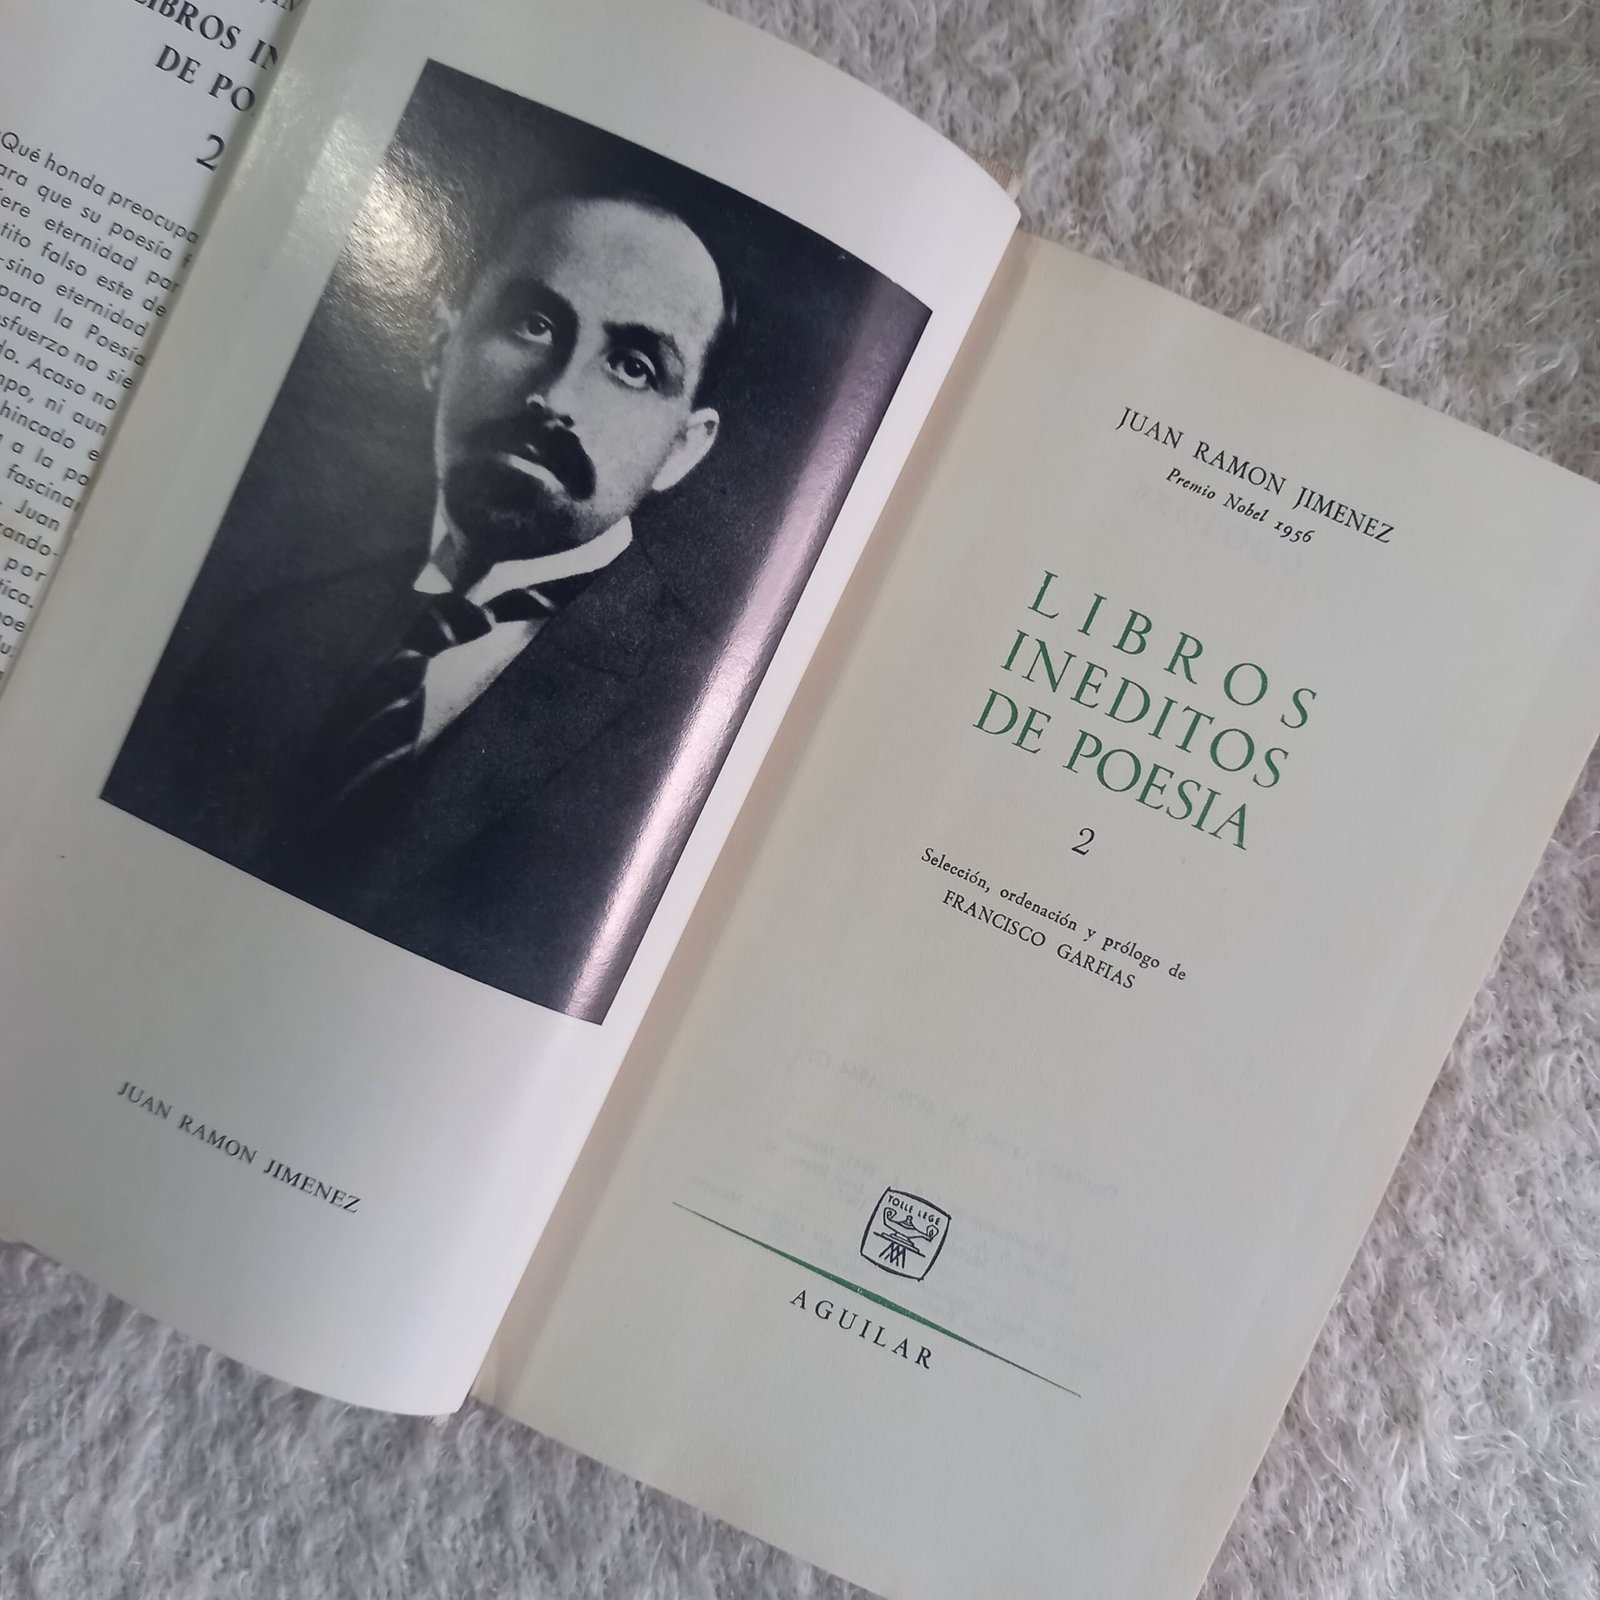 LIBROS IN
DE PO
2
¿Qué honda preocupa
ara que su poesía f
iere eternidad par
tito falso este de
-sino eternidad
para la Poesía
sfuerzo no sie
do. Acaso no
mpo, ni aun
hincado e
a a la po
fascina
Juan
tando-
por
tica.
poe
JUAN RAMON JIMENEZ
JUAN RAMON JIMENEZ
Premio Nobel 1956
LIBROS
INEDITOS
DE POESIA
2
Selección, ordenación y prólogo de
FRANCISCO GARFIAS
TOLLE LEGE
AGUILAR